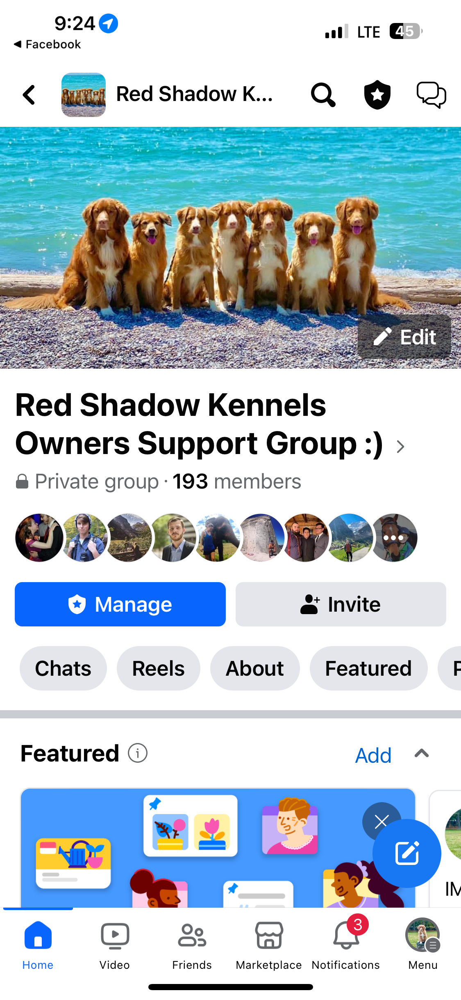 9:24
LTE
45
◀ Facebook
Red Shadow K...
Edit
Red Shadow Kennels
Owners Support Group :)
Private group · 193 members
Manage
Invite
Chats
Reels
About
Featured
Featured
Add
IM
3
Home
Video
Friends
Marketplace
Notifications
Menu